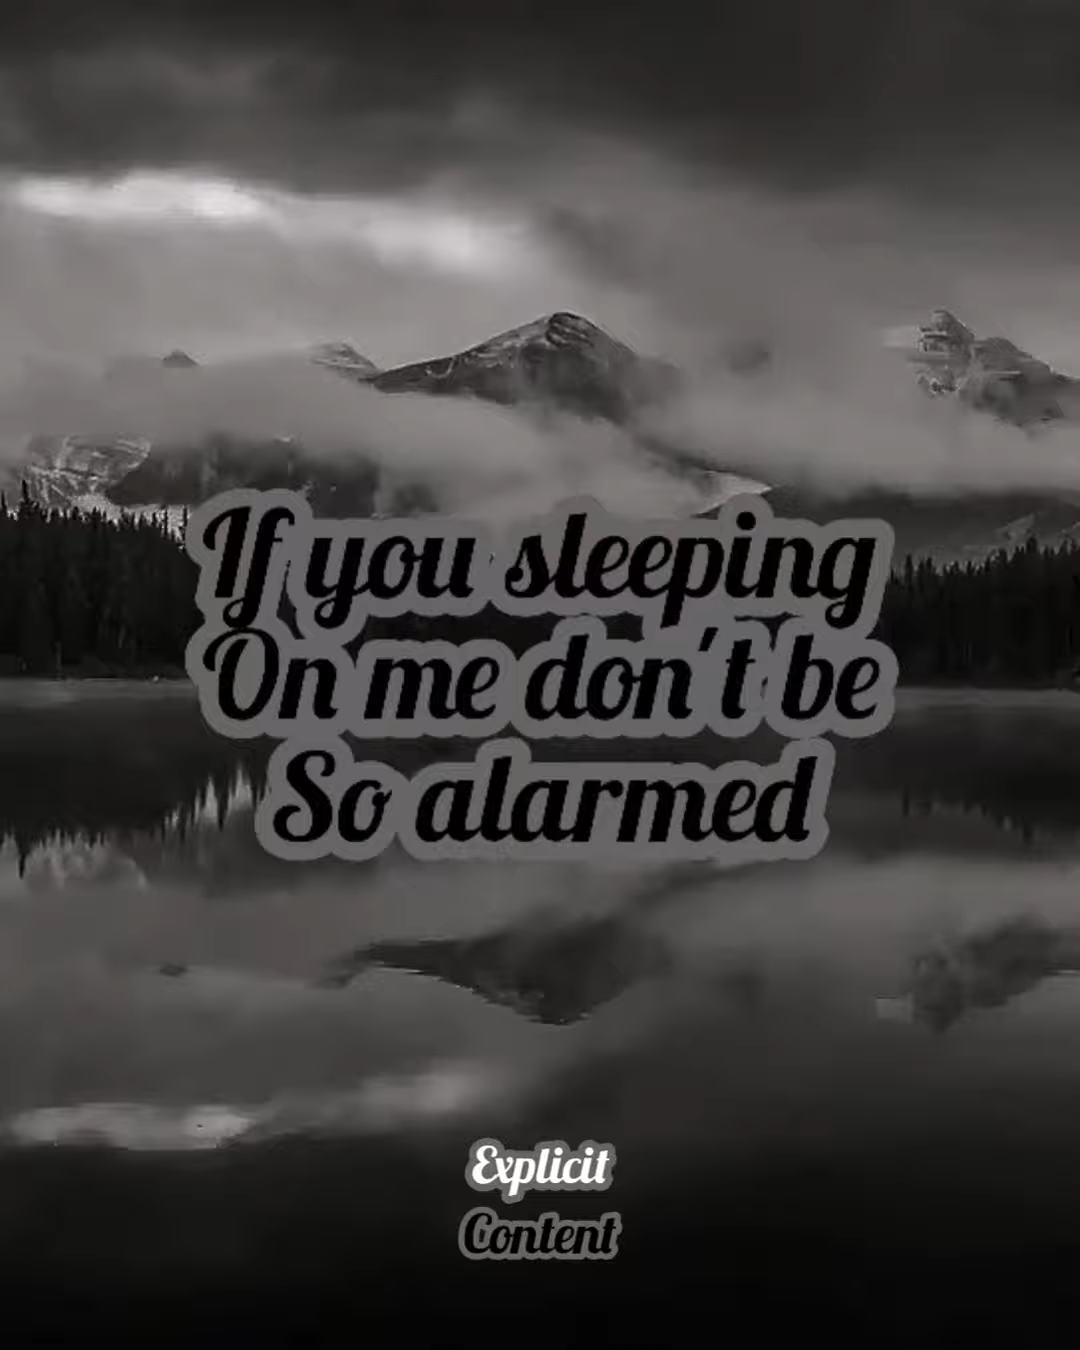 If you sleeping
On me don't be
So alarmed
Explicit
Content